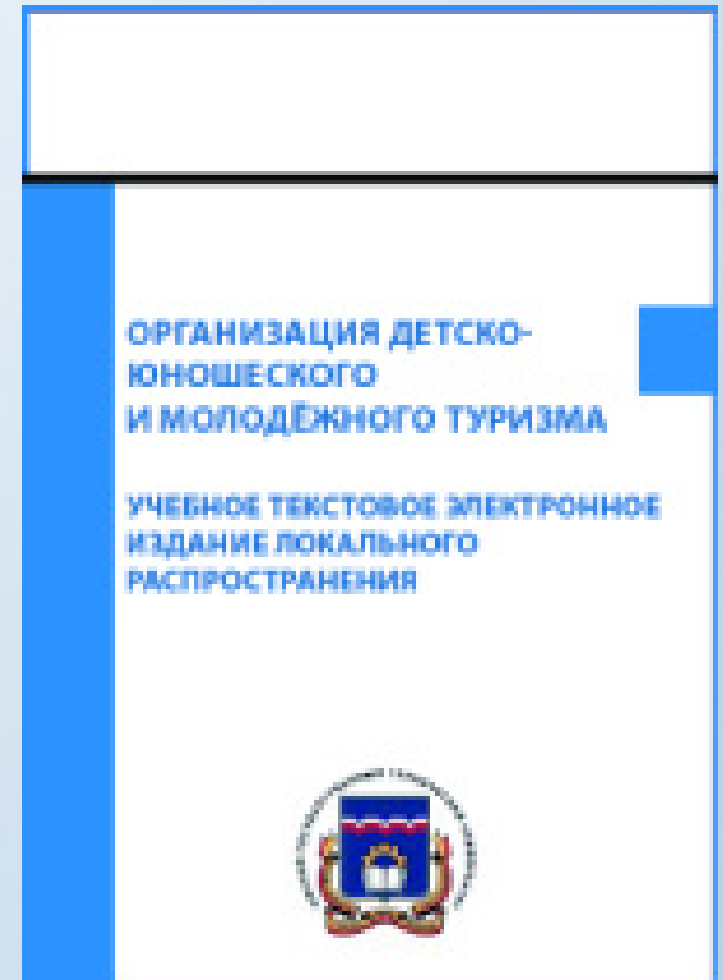 ОРГАНИЗАЦИЯ ДЕТСКО-
ЮНОШЕСКОГО
И МОЛОДЁЖНОГО ТУРИЗМА
УЧЕБНОЕ ТЕКСТОВОЕ ЭЛЕКТРОННОЕ
ИЗДАНИЕ ЛОКАЛЬНОГО
РАСПРОСТРАНЕНИЯ